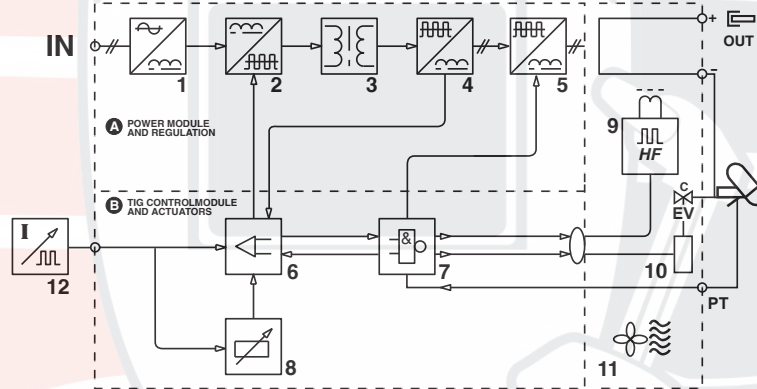 IN
+
OUT
-
1
2
3
4
5
A POWER MODULE
AND REGULATION
9
HF
B TIG CONTROLMODULE
AND ACTUATORS
C
EV
I
&
12
6
7
10
PT
8
11